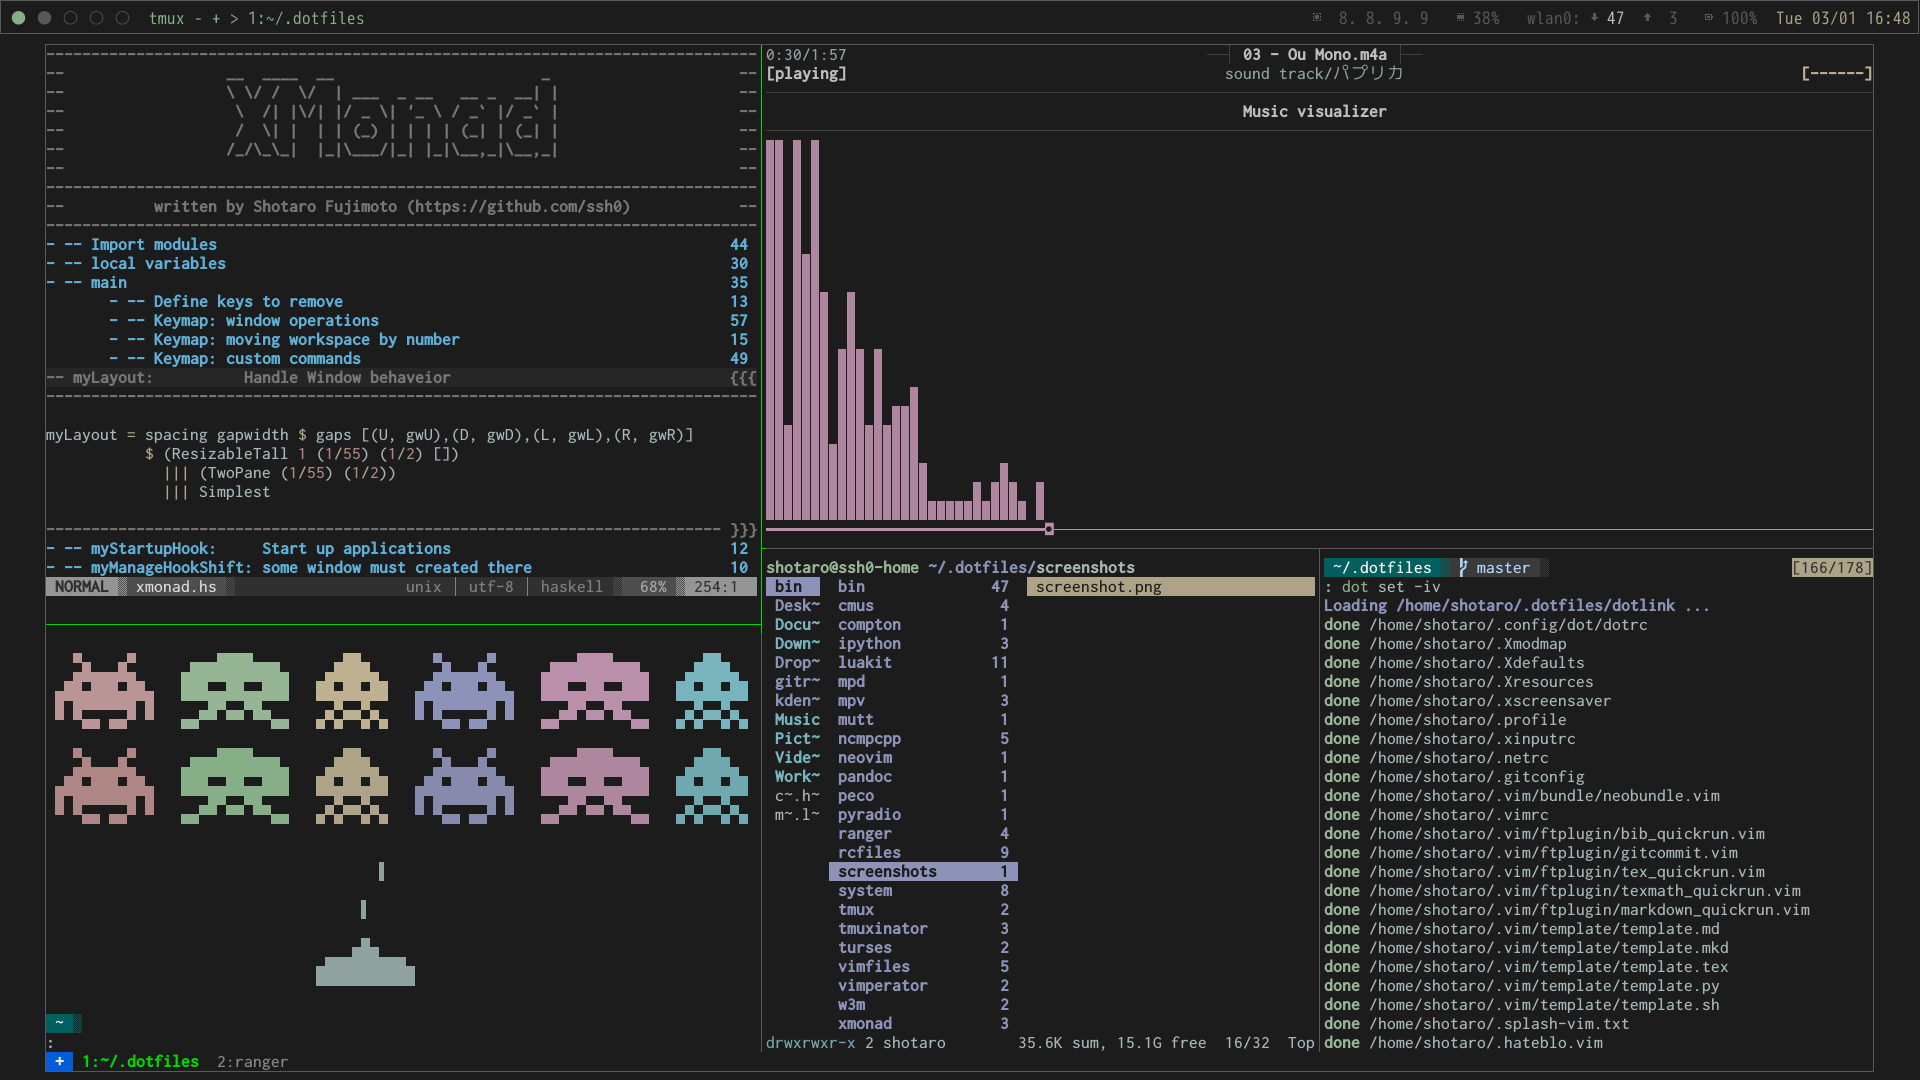 tmux - + > 1:~/.dotfiles
8. 8. 9. 9
38%
wlan0: 47 3
100%
Tue 03/01 16:48
XMonad
-- written by Shotaro Fujimoto (https://github.com/ssh0) --
- -- Import modules 44
- -- local variables 30
- -- main 35
- -- Define keys to remove 13
- -- Keymap: window operations 57
- -- Keymap: moving workspace by number 15
- -- Keymap: custom commands 49
-- myLayout: Handle Window behaveior {{{
myLayout = spacing gapwidth $ gaps [(U, gwU),(D, gwD),(L, gwL),(R, gwR)]
$ (ResizableTall 1 (1/55) (1/2) [])
||| (TwoPane (1/55) (1/2))
||| Simplest
}}}
- -- myStartupHook: Start up applications 12
- -- myManageHookShift: some window must created there 10
NORMAL xmonad.hs unix | utf-8 | haskell 68% 254:1
~
:
+ 1:~/.dotfiles 2:ranger
0:30/1:57
03 - Ou Mono.m4a
[playing]
sound track/パプリカ
[------]
Music visualizer
shotaro@ssh0-home ~/.dotfiles/screenshots
bin bin 47 screenshot.png
Desk~ cmus 4
Docu~ compton 1
Down~ ipython 3
Drop~ luakit 11
gitr~ mpd 1
kden~ mpv 3
Music mutt 1
Pict~ ncmpcpp 5
Vide~ neovim 1
Work~ pandoc 1
c~.h~ peco 1
m~.l~ pyradio 1
ranger 4
rcfiles 9
screenshots 1
system 8
tmux 2
tmuxinator 3
turses 2
vimfiles 5
vimperator 2
w3m 2
xmonad 3
drwxrwxr-x 2 shotaro 35.6K sum, 15.1G free 16/32 Top
~/.dotfiles master [166/178]
: dot set -iv
Loading /home/shotaro/.dotfiles/dotlink ...
done /home/shotaro/.config/dot/dotrc
done /home/shotaro/.Xmodmap
done /home/shotaro/.Xdefaults
done /home/shotaro/.Xresources
done /home/shotaro/.xscreensaver
done /home/shotaro/.profile
done /home/shotaro/.xinputrc
done /home/shotaro/.netrc
done /home/shotaro/.gitconfig
done /home/shotaro/.vim/bundle/neobundle.vim
done /home/shotaro/.vimrc
done /home/shotaro/.vim/ftplugin/bib_quickrun.vim
done /home/shotaro/.vim/ftplugin/gitcommit.vim
done /home/shotaro/.vim/ftplugin/tex_quickrun.vim
done /home/shotaro/.vim/ftplugin/texmath_quickrun.vim
done /home/shotaro/.vim/ftplugin/markdown_quickrun.vim
done /home/shotaro/.vim/template/template.md
done /home/shotaro/.vim/template/template.mkd
done /home/shotaro/.vim/template/template.tex
done /home/shotaro/.vim/template/template.py
done /home/shotaro/.vim/template/template.sh
done /home/shotaro/.splash-vim.txt
done /home/shotaro/.hateblo.vim